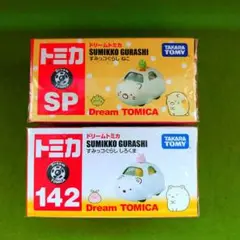 トミカ
SP
ドリームトミカ
SUMIKKO GURASHI
すみっコぐらし ねこ
TAKARA
TOMY
Dream TOMICA
トミカ
142
ドリームトミカ
SUMIKKO GURASHI
すみっコぐらし しろくま
TAKARA
TOMY
Dream TOMICA